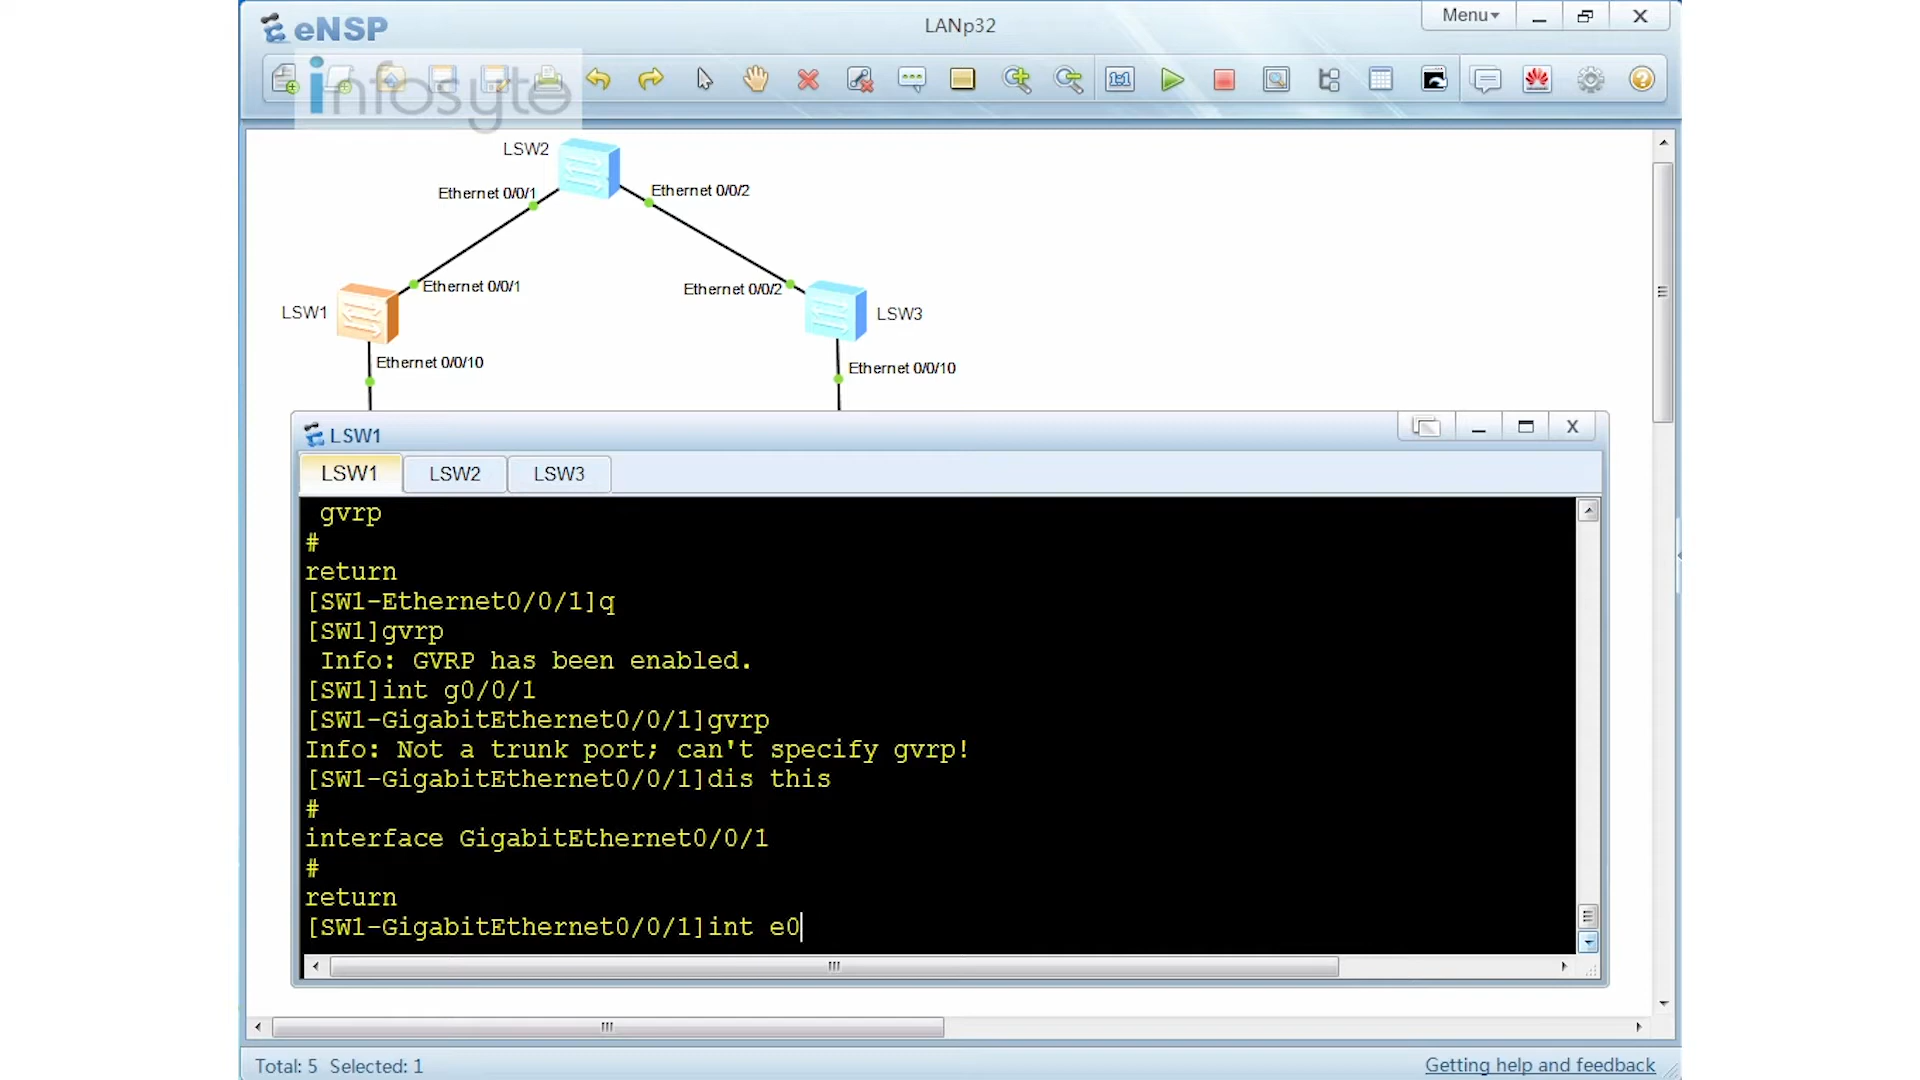 eNSP
LANp32
Menu
infosyte
LSW2
Ethernet 0/0/1
Ethernet 0/0/2
Ethernet 0/0/1
Ethernet 0/0/2
LSW1
LSW3
Ethernet 0/0/10
Ethernet 0/0/10
LSW1
LSW1 LSW2 LSW3
gvrp
#
return
[SW1-Ethernet0/0/1]q
[SW1]gvrp
Info: GVRP has been enabled.
[SW1]int g0/0/1
[SW1-GigabitEthernet0/0/1]gvrp
Info: Not a trunk port; can't specify gvrp!
[SW1-GigabitEthernet0/0/1]dis this
#
interface GigabitEthernet0/0/1
#
return
[SW1-GigabitEthernet0/0/1]int e0
Total: 5 Selected: 1
Getting help and feedback